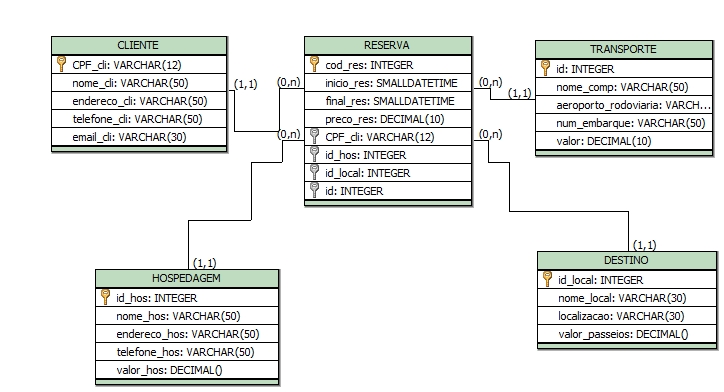 CLIENTE
CPF_cli: VARCHAR(12)
nome_cli: VARCHAR(50)
endereco_cli: VARCHAR(50)
telefone_cli: VARCHAR(50)
email_cli: VARCHAR(30)
(1,1)
(0,n)
(0,n)
RESERVA
cod_res: INTEGER
inicio_res: SMALLDATETIME
final_res: SMALLDATETIME
preco_res: DECIMAL(10)
CPF_cli: VARCHAR(12)
id_hos: INTEGER
id_local: INTEGER
id: INTEGER
(0,n)
(1,1)
(0,n)
TRANSPORTE
id: INTEGER
nome_comp: VARCHAR(50)
aeroporto_rodoviaria: VARCH...
num_embarque: VARCHAR(50)
valor: DECIMAL(10)
(1,1)
HOSPEDAGEM
id_hos: INTEGER
nome_hos: VARCHAR(50)
endereco_hos: VARCHAR(50)
telefone_hos: VARCHAR(50)
valor_hos: DECIMAL()
(1,1)
DESTINO
id_local: INTEGER
nome_local: VARCHAR(30)
localizacao: VARCHAR(30)
valor_passeios: DECIMAL()